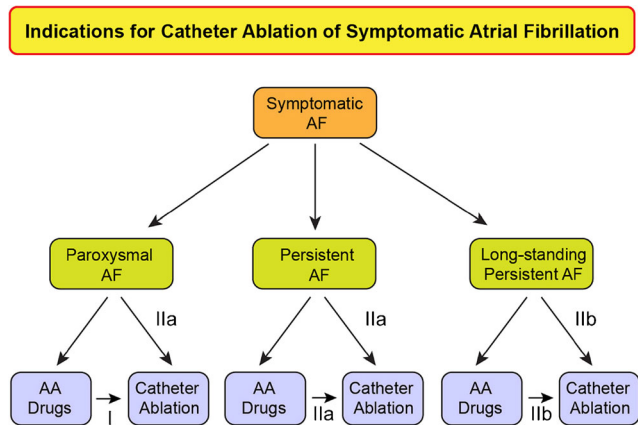 Indications for Catheter Ablation of Symptomatic Atrial Fibrillation
Symptomatic
AF
Paroxysmal
AF
Persistent
AF
Long-standing
Persistent AF
IIa
IIa
IIb
AA
Drugs
I
Catheter
Ablation
AA
Drugs
IIa
Catheter
Ablation
AA
Drugs
IIb
Catheter
Ablation